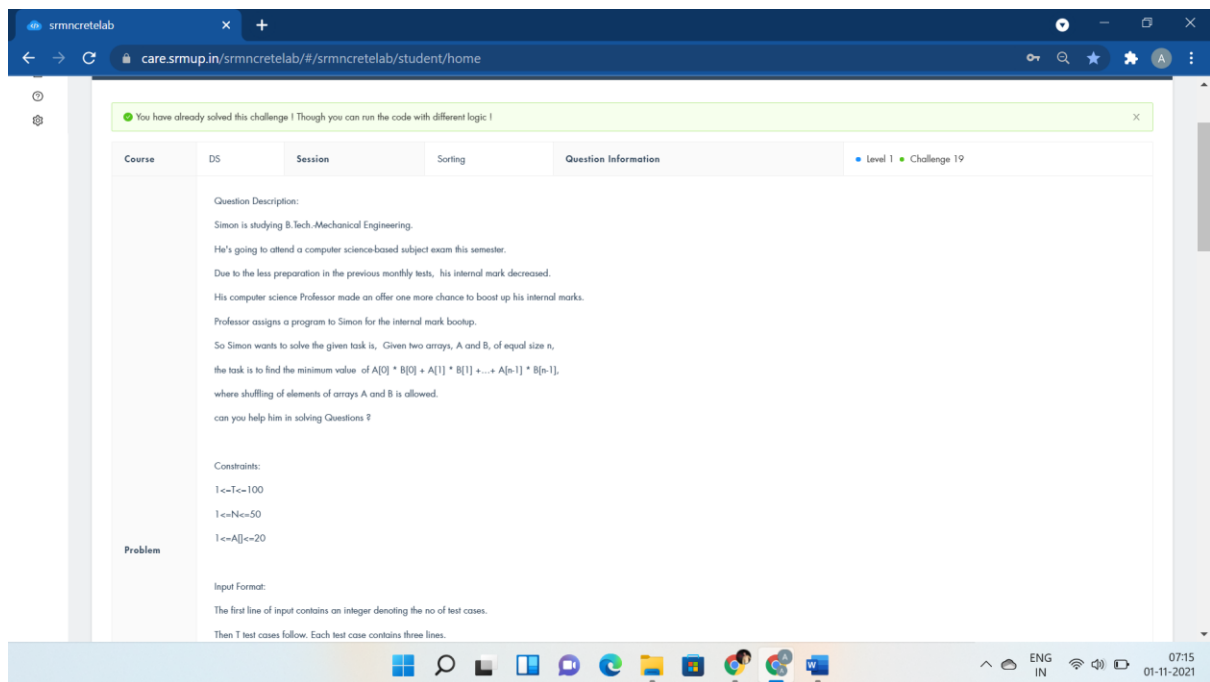 srmncretelab
care.srmup.in/srmncretelab/#/srmncretelab/student/home
A
You have already solved this challenge ! Though you can run the code with different logic !
Course DS Session Sorting Question Information Level 1 Challenge 19
Question Description:
Simon is studying B.Tech.-Mechanical Engineering.
He's going to attend a computer science-based subject exam this semester.
Due to the less preparation in the previous monthly tests, his internal mark decreased.
His computer science Professor made an offer one more chance to boost up his internal marks.
Professor assigns a program to Simon for the internal mark bootup.
So Simon wants to solve the given task is, Given two arrays, A and B, of equal size n,
the task is to find the minimum value of A[0] * B[0] + A[1] * B[1] +...+ A[n-1] * B[n-1],
where shuffling of elements of arrays A and B is allowed.
can you help him in solving Questions ?
Constraints:
1<=T<=100
1<=N<=50
1<=A[]<=20
Problem
Input Format:
The first line of input contains an integer denoting the no of test cases.
Then T test cases follow. Each test case contains three lines.
ENG
IN
07:15
01-11-2021